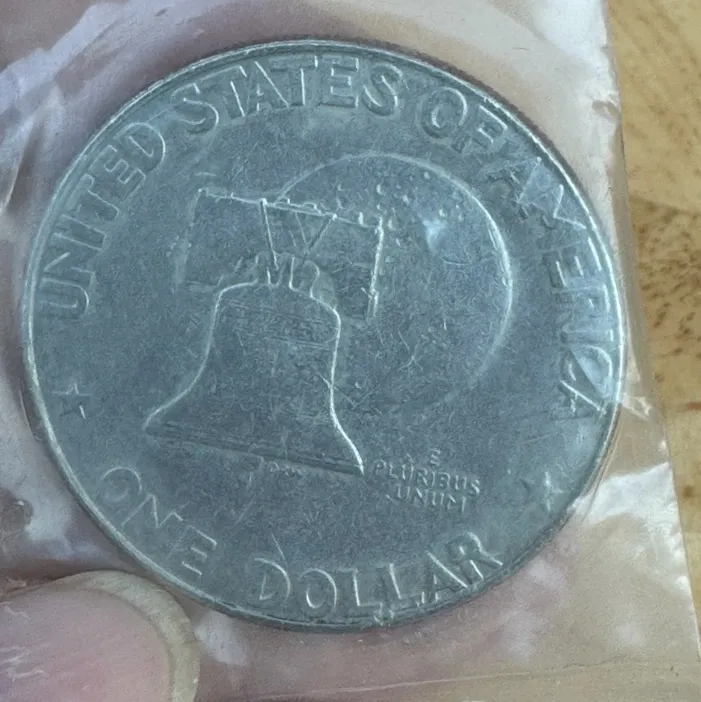 UNITED STATES OF AMERICA
E
PLURIBUS
UNUM
ONE DOLLAR